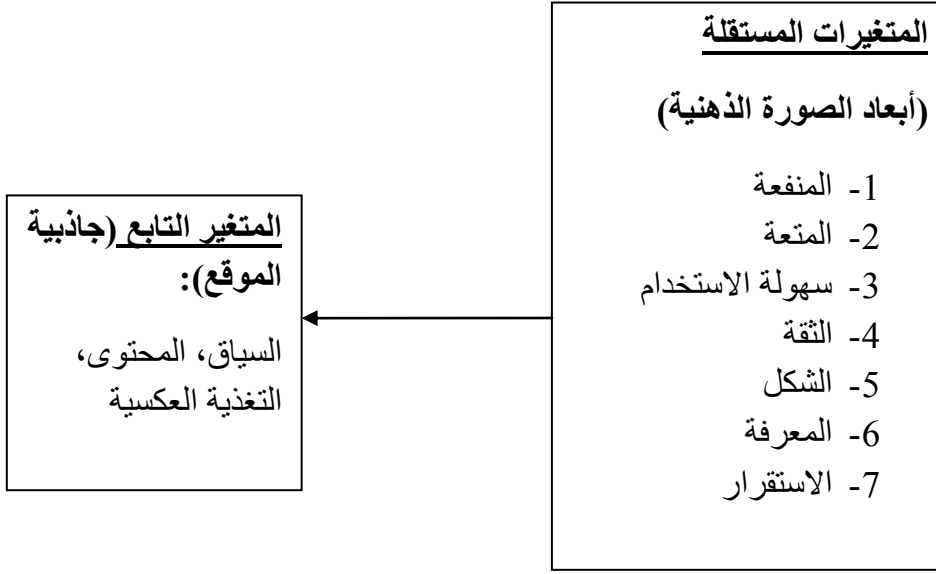 المتغيرات المستقلة
(أبعاد الصورة الذهنية)
1- المنفعة
2- المتعة
3- سهولة الاستخدام
4- الثقة
5- الشكل
6- المعرفة
7- الاستقرار
المتغير التابع (جاذبية
الموقع):
السياق، المحتوى،
التغذية العكسية